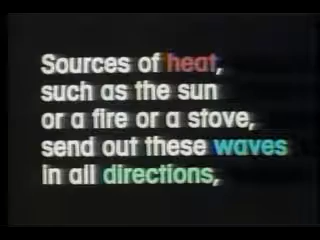 Sources of heat,
such as the sun
or a fire or a stove,
send out these waves
in all directions,